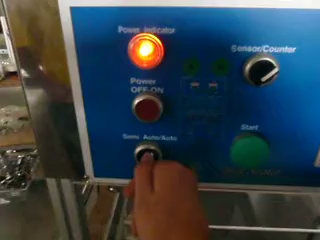 Power Indicator
Sensor/Counter
Power
OFF-ON
Semi Auto/Auto
Start